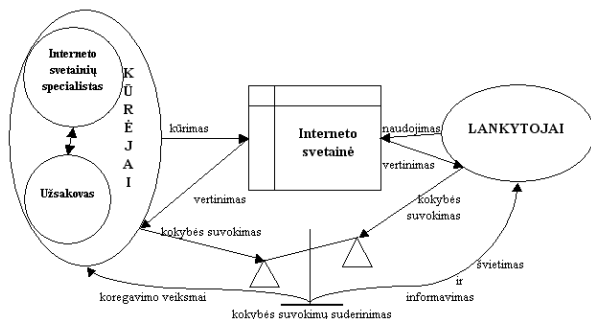 Interneto
svetainių
specialistas
KŪRĖJAI
Užsakovas
kūrimas
Interneto
svetainė
naudojimas
LANKYTOJAI
vertinimas
vertinimas
kokybės suvokimas
kokybės
suvokimas
švietimas
ir
informavimas
koregavimo veiksmai
kokybės suvokimų suderinimas